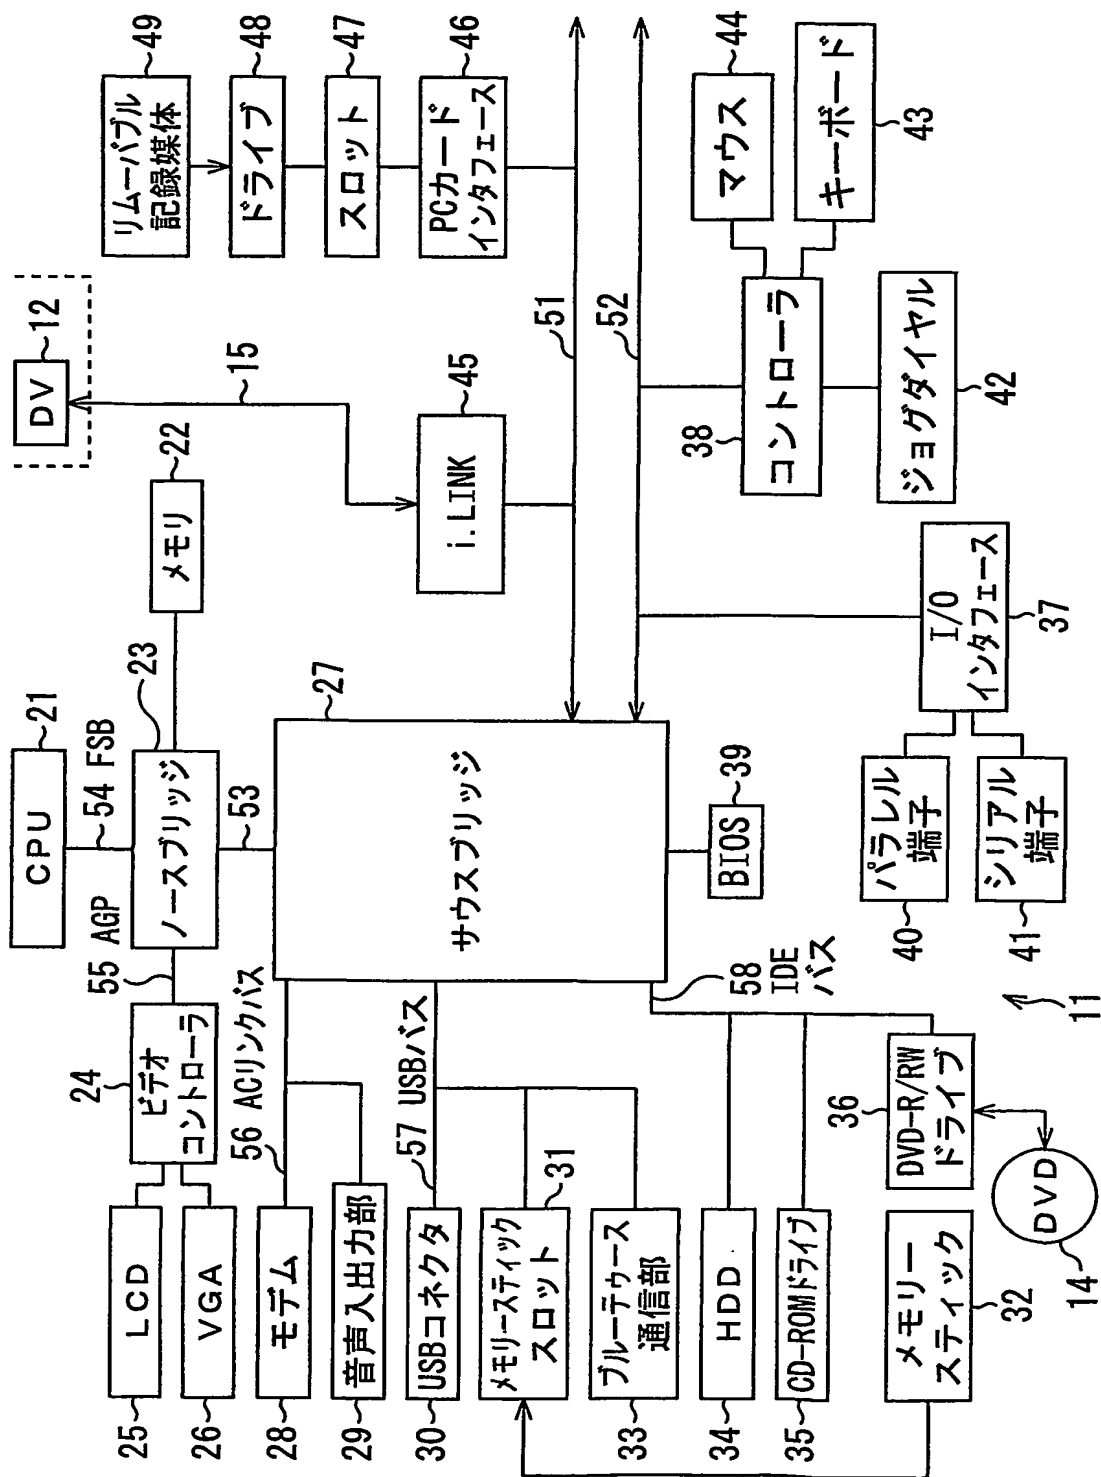 25
LCD
26
VGA
24
ビデオ
コントローラ
55 AGP
CPU
21
54 FSB
ノースブリッジ
23
メモリ
22
DV
12
15
53
28
モデム
56 ACリンクバス
29
音声入出力部
30
USBコネクタ
57 USBバス
メモリースティック
スロット
31
33
ブルーテゥース
通信部
34
HDD
35
CD-ROMドライブ
58
IDE
バス
サウスブリッジ
27
i.LINK
45
リムーバブル
記録媒体
49
ドライブ
48
スロット
47
PCカード
インタフェース
46
51
52
BIOS
39
36
DVD-R/RW
ドライブ
メモリー
スティック
32
DVD
14
38
コントローラ
マウス
44
キーボード
43
ジョグダイヤル
42
I/O
インタフェース
37
40
パラレル
端子
41
シリアル
端子
11